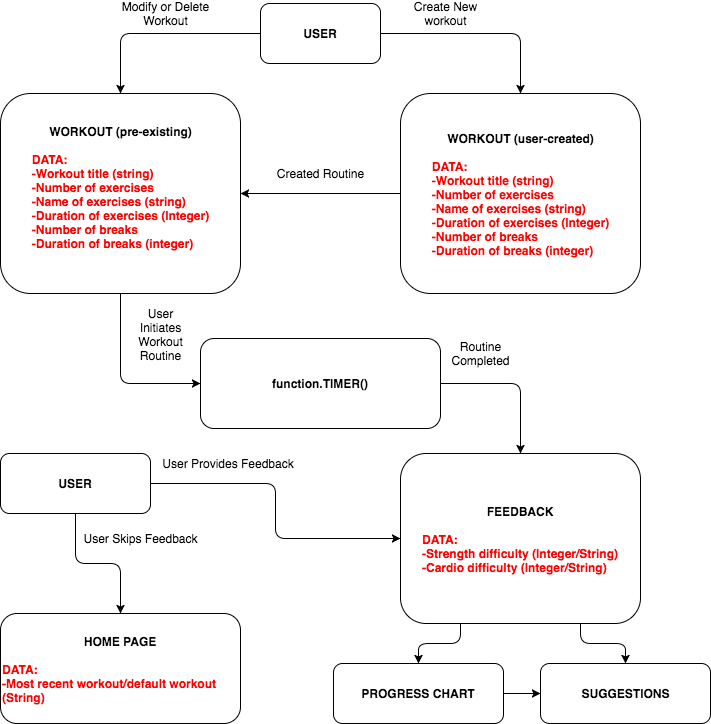 Modify or Delete
Workout
USER
Create New
workout
WORKOUT (pre-existing)
DATA:
-Workout title (string)
-Number of exercises
-Name of exercises (string)
-Duration of exercises (Integer)
-Number of breaks
-Duration of breaks (integer)
Created Routine
WORKOUT (user-created)
DATA:
-Workout title (string)
-Number of exercises
-Name of exercises (string)
-Duration of exercises (Integer)
-Number of breaks
-Duration of breaks (integer)
User
Initiates
Workout
Routine
function.TIMER()
Routine
Completed
USER
User Provides Feedback
User Skips Feedback
FEEDBACK
DATA:
-Strength difficulty (Integer/String)
-Cardio difficulty (Integer/String)
HOME PAGE
DATA:
-Most recent workout/default workout
(String)
PROGRESS CHART
SUGGESTIONS